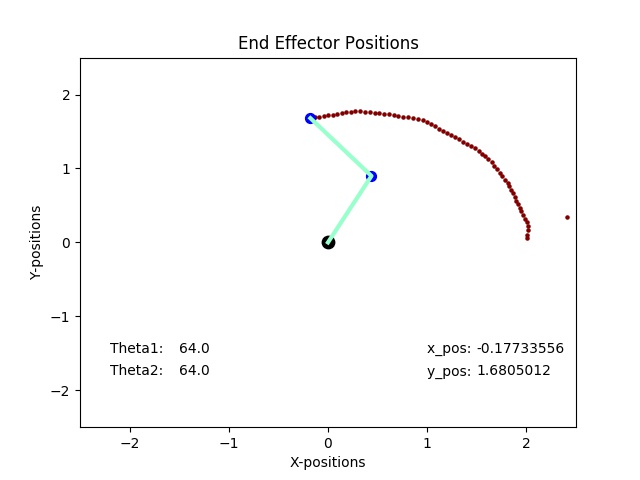 End Effector Positions
2
1
0
−1
−2
Y-positions
Theta1: 64.0
x_pos: -0.17733556
Theta2: 64.0
y_pos: 1.6805012
−2 −1 0 1 2
X-positions